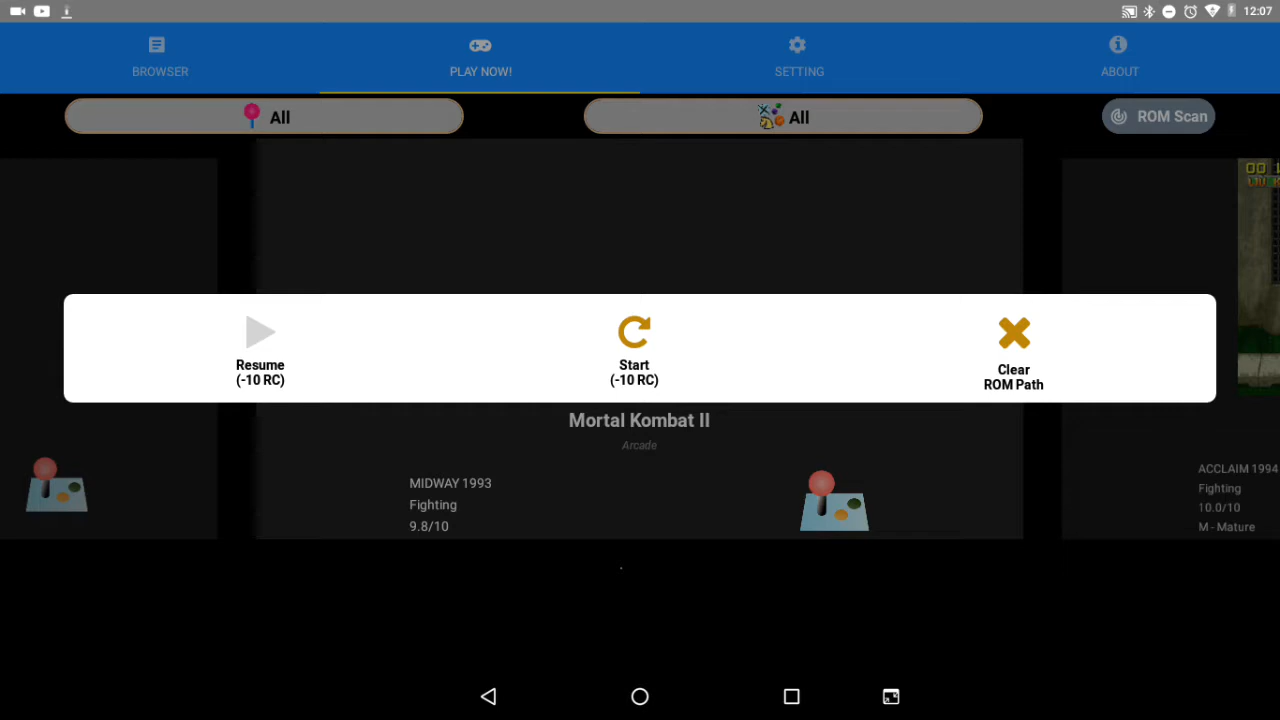 12:07
BROWSER
PLAY NOW!
SETTING
ABOUT
All
All
ROM Scan
Resume
(-10 RC)
Start
(-10 RC)
Clear
ROM Path
Mortal Kombat II
Arcade
MIDWAY 1993
Fighting
9.8/10
ACCLAIM 1994
Fighting
10.0/10
M - Mature